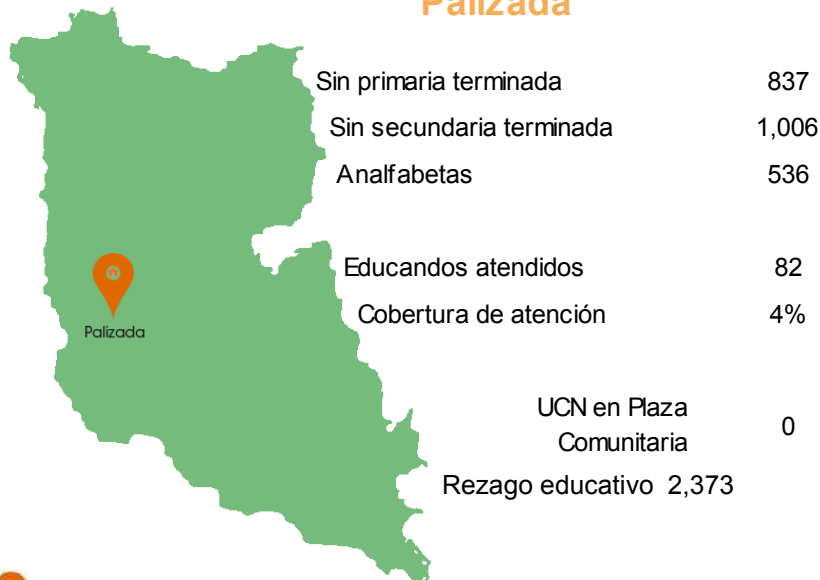 Palizada
Sin primaria terminada 837
Sin secundaria terminada 1,006
Analfabetas 536
Educandos atendidos 82
Cobertura de atención 4%
Palizada
UCN en Plaza
Comunitaria 0
Rezago educativo 2,373